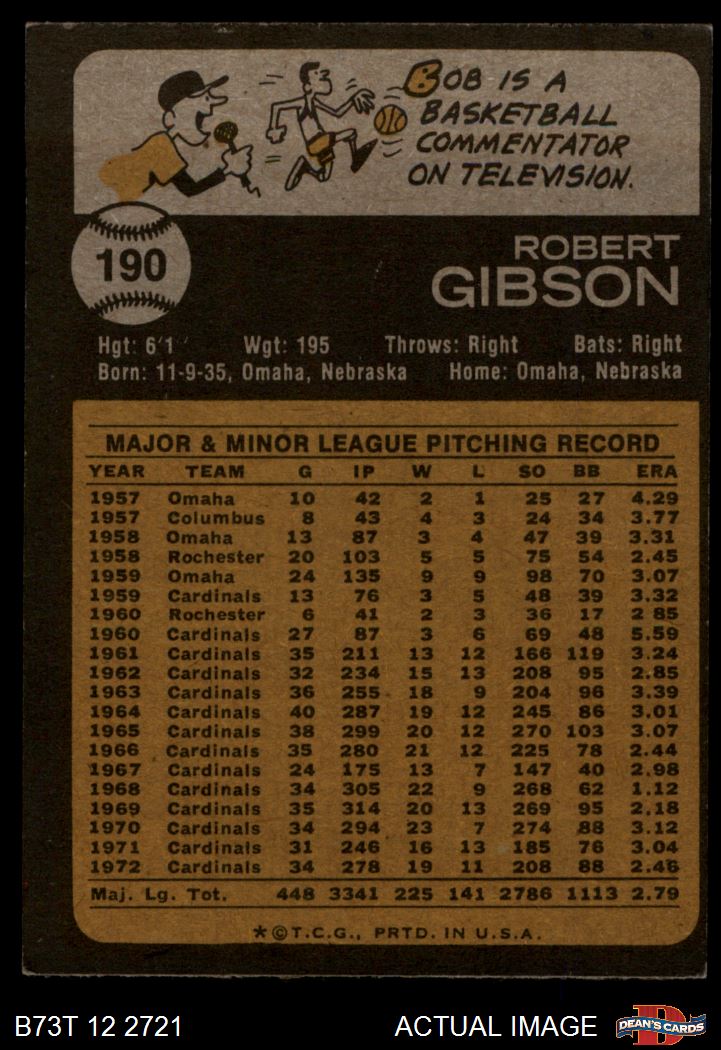 BOB IS A
BASKETBALL
COMMENTATOR
ON TELEVISION.
190
ROBERT
GIBSON
Hgt: 6'1" Wgt: 195 Throws: Right Bats: Right
Born: 11-9-35, Omaha, Nebraska Home: Omaha, Nebraska
MAJOR & MINOR LEAGUE PITCHING RECORD
YEAR TEAM G IP W L SO BB ERA
1957 Omaha 10 42 2 1 25 27 4.29
1957 Columbus 8 43 4 3 24 34 3.77
1958 Omaha 13 87 3 4 47 39 3.31
1958 Rochester 20 103 5 5 75 54 2.45
1959 Omaha 24 135 9 9 98 70 3.07
1959 Cardinals 13 76 3 5 48 39 3.32
1960 Rochester 6 41 2 3 36 17 2 85
1960 Cardinals 27 87 3 6 69 48 5.59
1961 Cardinals 35 211 13 12 166 119 3.24
1962 Cardinals 32 234 15 13 208 95 2.85
1963 Cardinals 36 255 18 9 204 96 3.39
1964 Cardinals 40 287 19 12 245 86 3.01
1965 Cardinals 38 299 20 12 270 103 3.07
1966 Cardinals 35 280 21 12 225 78 2.44
1967 Cardinals 24 175 13 7 147 40 2.98
1968 Cardinals 34 305 22 9 268 62 1.12
1969 Cardinals 35 314 20 13 269 95 2.18
1970 Cardinals 34 294 23 7 274 88 3.12
1971 Cardinals 31 246 16 13 185 76 3.04
1972 Cardinals 34 278 19 11 208 88 2.46
Maj. Lg. Tot. 448 3341 225 141 2786 1113 2.79
*©T.C.G., PRTD. IN U.S.A.
B73T 12 2721 ACTUAL IMAGE D DEAN'S CARDS